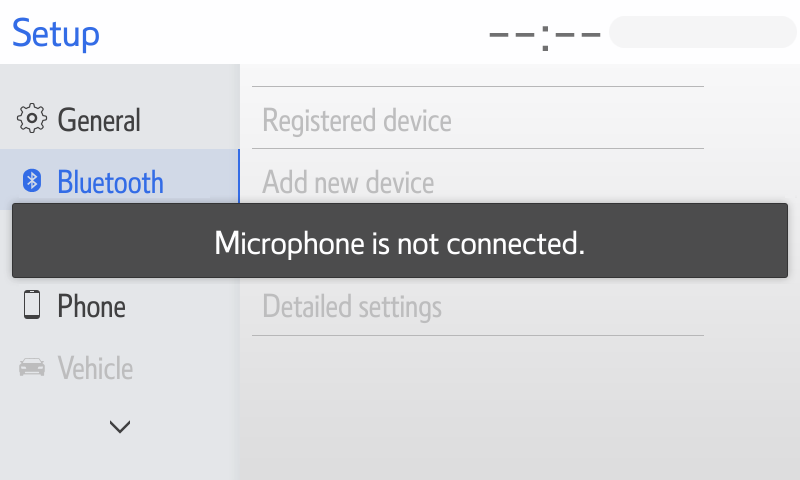 Setup
--:--
General
Registered device
Bluetooth
Add new device
Microphone is not connected.
Phone
Detailed settings
Vehicle